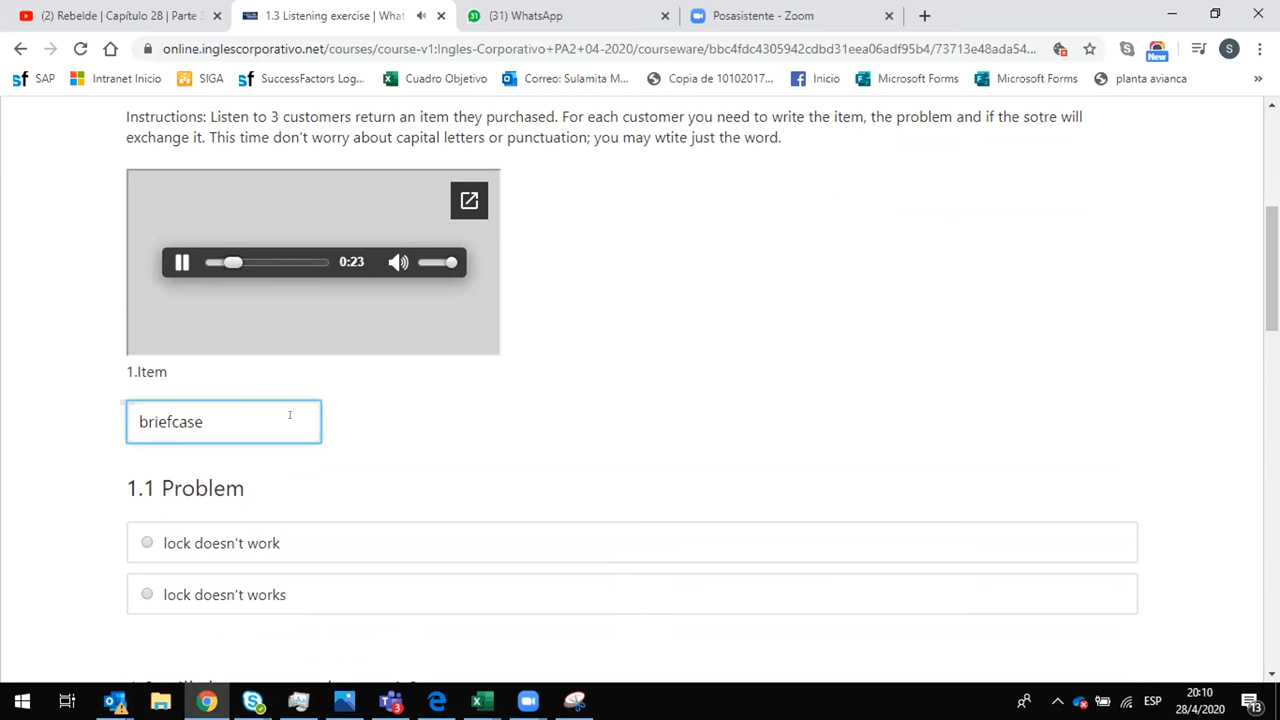 (2) Rebelde | Capítulo 28 | Parte 3
1.3 Listening exercise | What
(31) WhatsApp
Posasistente - Zoom
online.inglescorporativo.net/courses/course-v1:Ingles-Corporativo+PA2+04-2020/courseware/bbc4fdc4305942cdbd31eea06adf95b4/73713e48ada54...
S
New
SAP
Intranet Inicio
SIGA
SuccessFactors Log...
Cuadro Objetivo
Correo: Sulamita M...
Copia de 10102017...
Inicio
Microsoft Forms
Microsoft Forms
planta avianca
»
Instructions: Listen to 3 customers return an item they purchased. For each customer you need to write the item, the problem and if the sotre will
exchange it. This time don't worry about capital letters or punctuation; you may wtite just the word.
0:23
1.Item
briefcase
1.1 Problem
lock doesn't work
lock doesn't works
3
ESP
20:10
28/4/2020
13